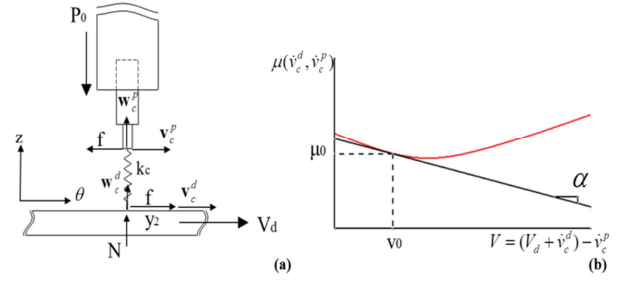 P₀
w_c^p
f
v_c^p
z
k_c
w_c^d
f
v_c^d
θ
y₂
V_d
N
(a)
μ(v̇_c^d, v̇_c^p)
μ0
α
v0
V = (V_d + v̇_c^d) − v̇_c^p
(b)